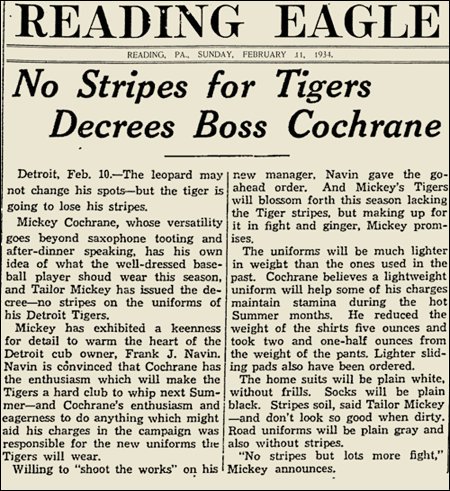 READING EAGLE
READING, PA., SUNDAY, FEBRUARY 11, 1934.
No Stripes for Tigers
Decrees Boss Cochrane
Detroit, Feb. 10.—The leopard may
not change his spots—but the tiger is
going to lose his stripes.
Mickey Cochrane, whose versatility
goes beyond saxophone tooting and
after-dinner speaking, has his own
idea of what the well-dressed base-
ball player shoud wear this season,
and Tailor Mickey has issued the de-
cree—no stripes on the uniforms of
his Detroit Tigers.
Mickey has exhibited a keenness
for detail to warm the heart of the
Detroit cub owner, Frank J. Navin.
Navin is convinced that Cochrane has
the enthusiasm which will make the
Tigers a hard club to whip next Sum-
mer—and Cochrane's enthusiasm and
eagerness to do anything which might
aid his charges in the campaign was
responsible for the new uniforms the
Tigers will wear.
Willing to "shoot the works" on his
new manager, Navin gave the go-
ahead order. And Mickey's Tigers
will blossom forth this season lacking
the Tiger stripes, but making up for
it in fight and ginger, Mickey prom-
ises.
The uniforms will be much lighter
in weight than the ones used in the
past. Cochrane believes a lightweight
uniform will help some of his charges
maintain stamina during the hot
Summer months. He reduced the
weight of the shirts five ounces and
took two and one-half ounces from
the weight of the pants. Lighter slid-
ing pads also have been ordered.
The home suits will be plain white,
without frills. Socks will be plain
black. Stripes soil, said Tailor Mickey
—and don't look so good when dirty.
Road uniforms will be plain gray and
also without stripes.
"No stripes but lots more fight,"
Mickey announces.